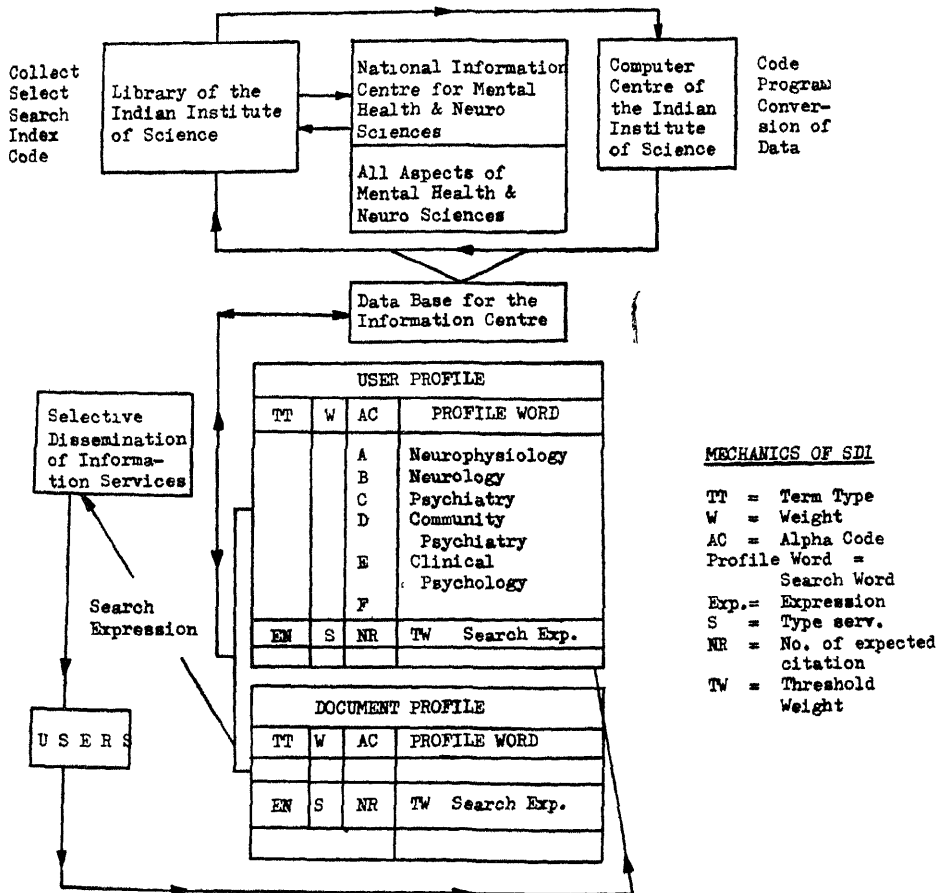 Collect
Select
Search
Index
Code
Library of the
Indian Institute
of Science
National Information
Centre for Mental
Health & Neuro
Sciences
All Aspects of
Mental Health &
Neuro Sciences
Computer
Centre of
the Indian
Institute
of Science
Code
Program
Conver-
sion of
Data
Data Base for the
Information Centre
Selective
Dissemination
of Informa-
tion Services
Search
Expression
U S E R S
USER PROFILE
TT W AC PROFILE WORD
A Neurophysiology
B Neurology
C Psychiatry
D Community
Psychiatry
E Clinical
Psychology
F
EN S NR TW Search Exp.
DOCUMENT PROFILE
TT W AC PROFILE WORD
EN S NR TW Search Exp.
MECHANICS OF SDI
TT = Term Type
W = Weight
AC = Alpha Code
Profile Word =
Search Word
Exp.= Expression
S = Type serv.
NR = No. of expected
citation
TW = Threshold
Weight